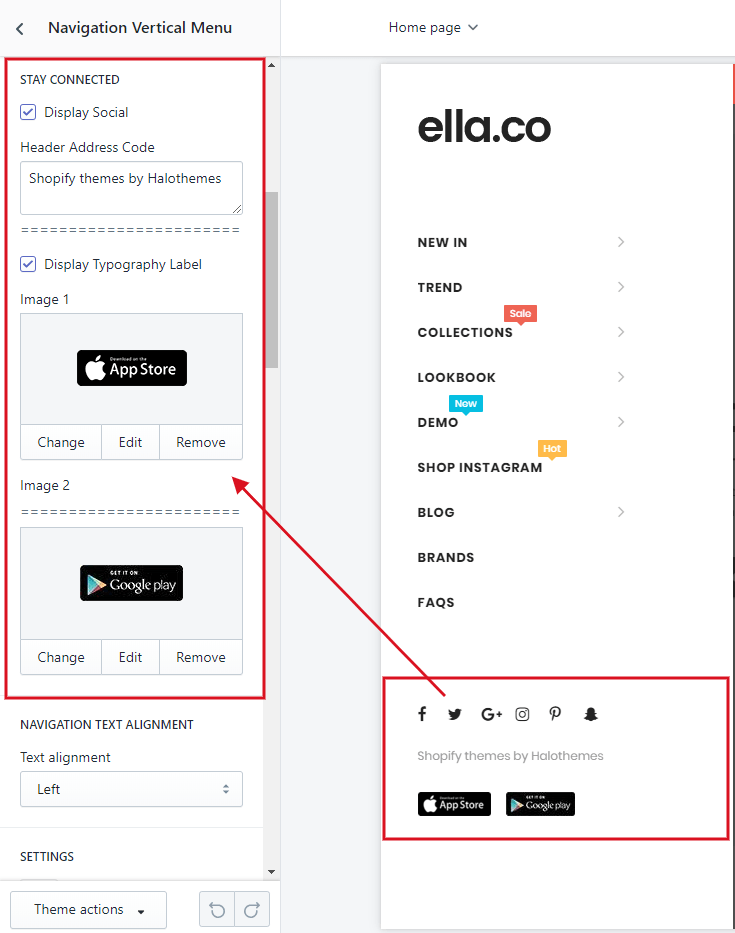 Navigation Vertical Menu
Home page
STAY CONNECTED
Display Social
Header Address Code
Shopify themes by Halothemes
=======================
Display Typography Label
Image 1
Download on the
App Store
Change Edit Remove
Image 2
=======================
GET IT ON
Google play
Change Edit Remove
NAVIGATION TEXT ALIGNMENT
Text alignment
Left
SETTINGS
Theme actions
ella.co
NEW IN
TREND
Sale
COLLECTIONS
LOOKBOOK
New
DEMO
Hot
SHOP INSTAGRAM
BLOG
BRANDS
FAQS
Shopify themes by Halothemes
Download on the
App Store
GET IT ON
Google play